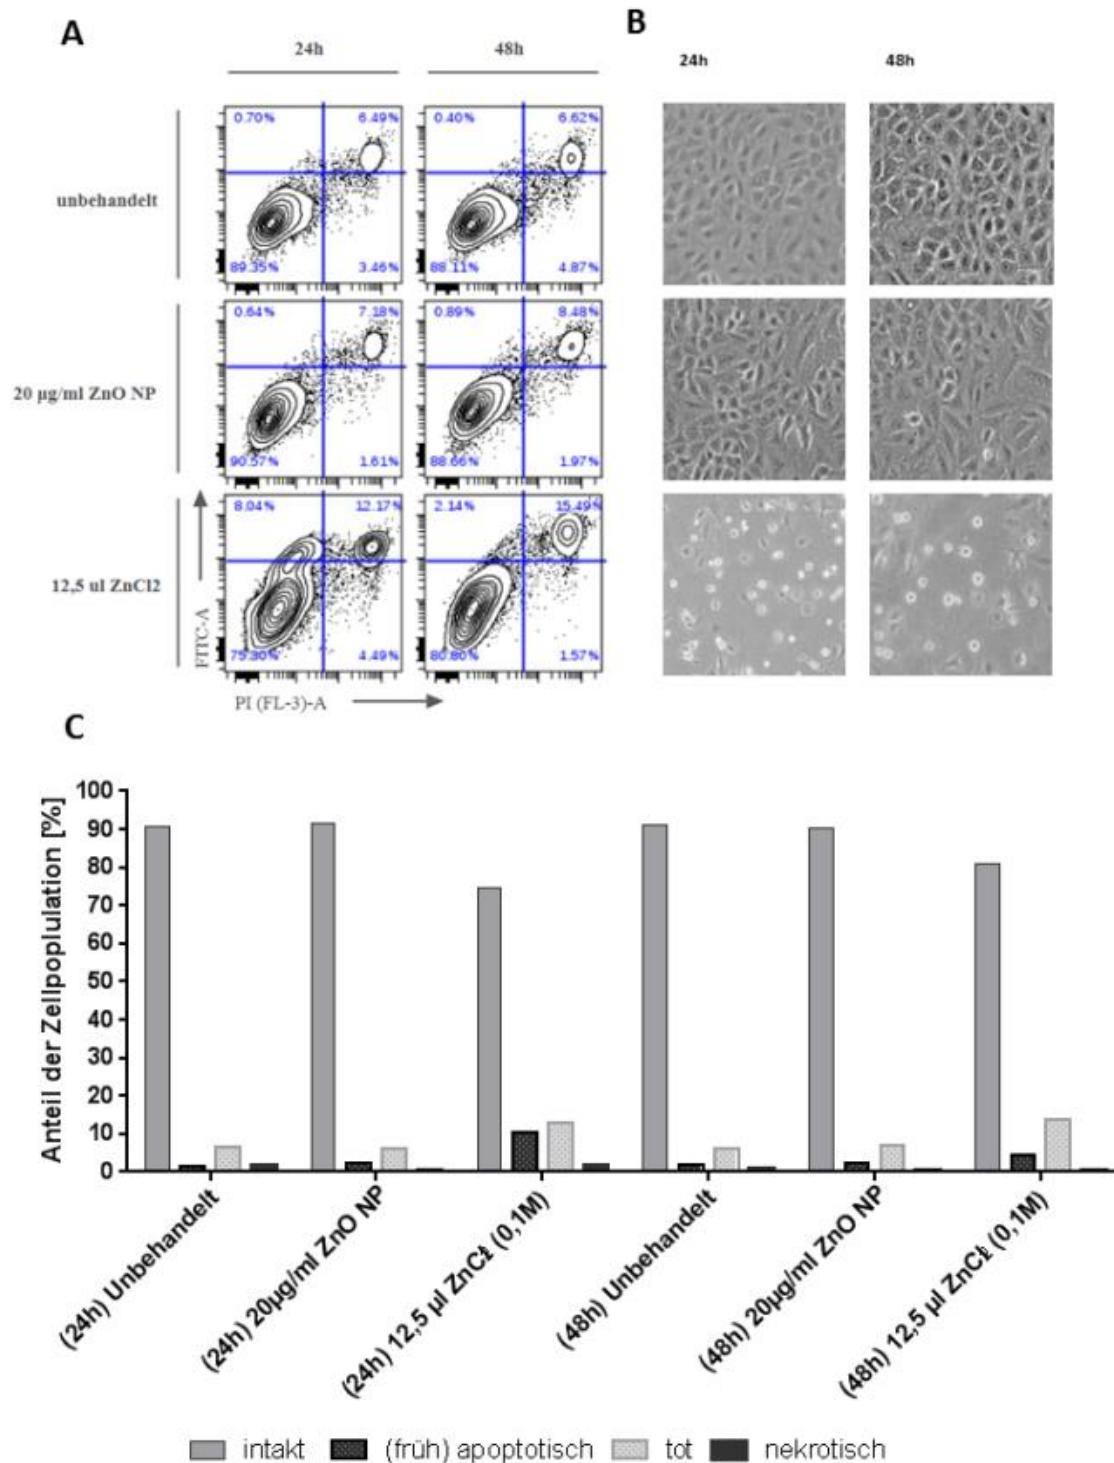 A
B
24h
48h
24h
48h
unbehandelt
0.70%
6.49%
89.35%
3.46%
0.40%
6.62%
88.11%
4.87%
20 µg/ml ZnO NP
0.64%
7.18%
90.57%
1.61%
0.89%
8.48%
88.66%
1.97%
12,5 ul ZnCl2
8.04%
12.17%
75.30%
4.49%
2.14%
15.49%
80.80%
1.57%
FITC-A
PI (FL-3)-A
C
Anteil der Zellpoplulation [%]
100
90
80
70
60
50
40
30
20
10
0
(24h) Unbehandelt
(24h) 20µg/ml ZnO NP
(24h) 12,5 µl ZnCl2 (0,1M)
(48h) Unbehandelt
(48h) 20µg/ml ZnO NP
(48h) 12,5 µl ZnCl2 (0,1M)
intakt
(früh) apoptotisch
tot
nekrotisch